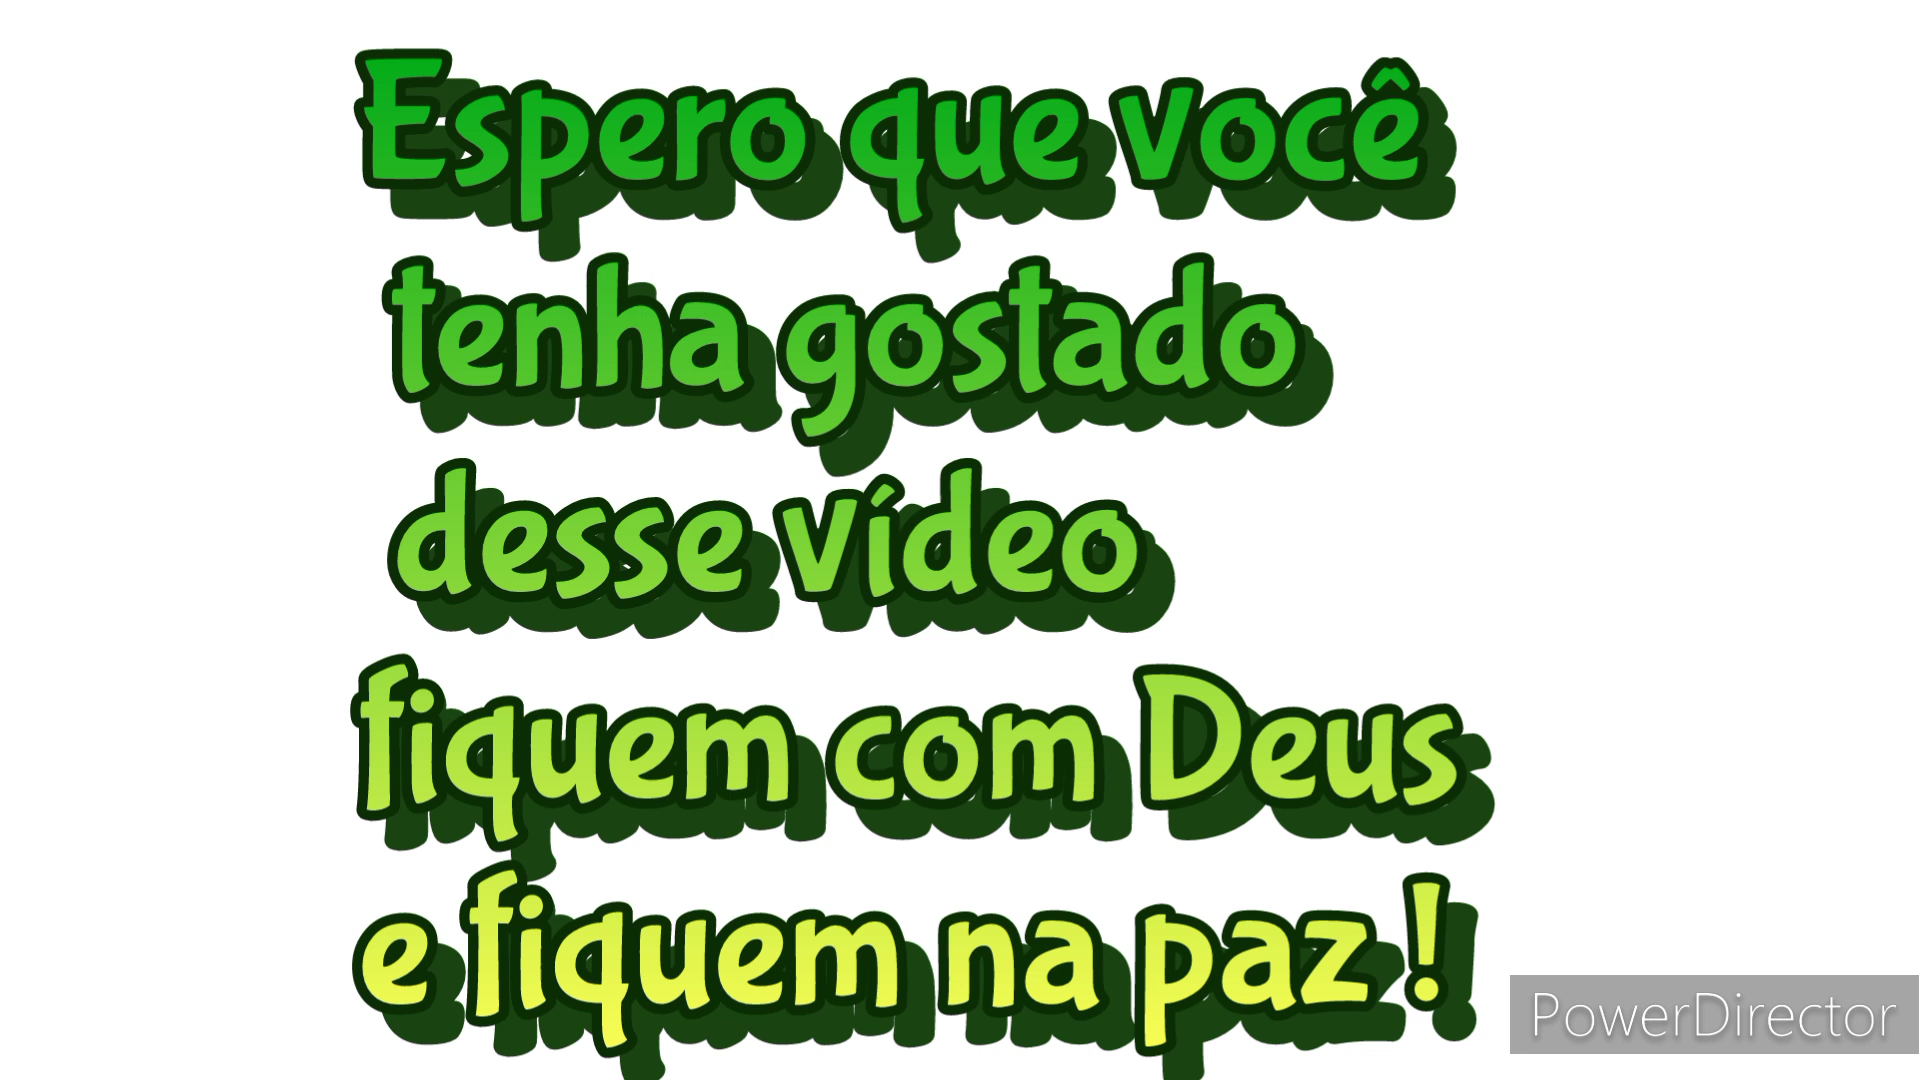 Espero que você
tenha gostado
desse vídeo
fiquem com Deus
e fiquem na paz !
PowerDirector